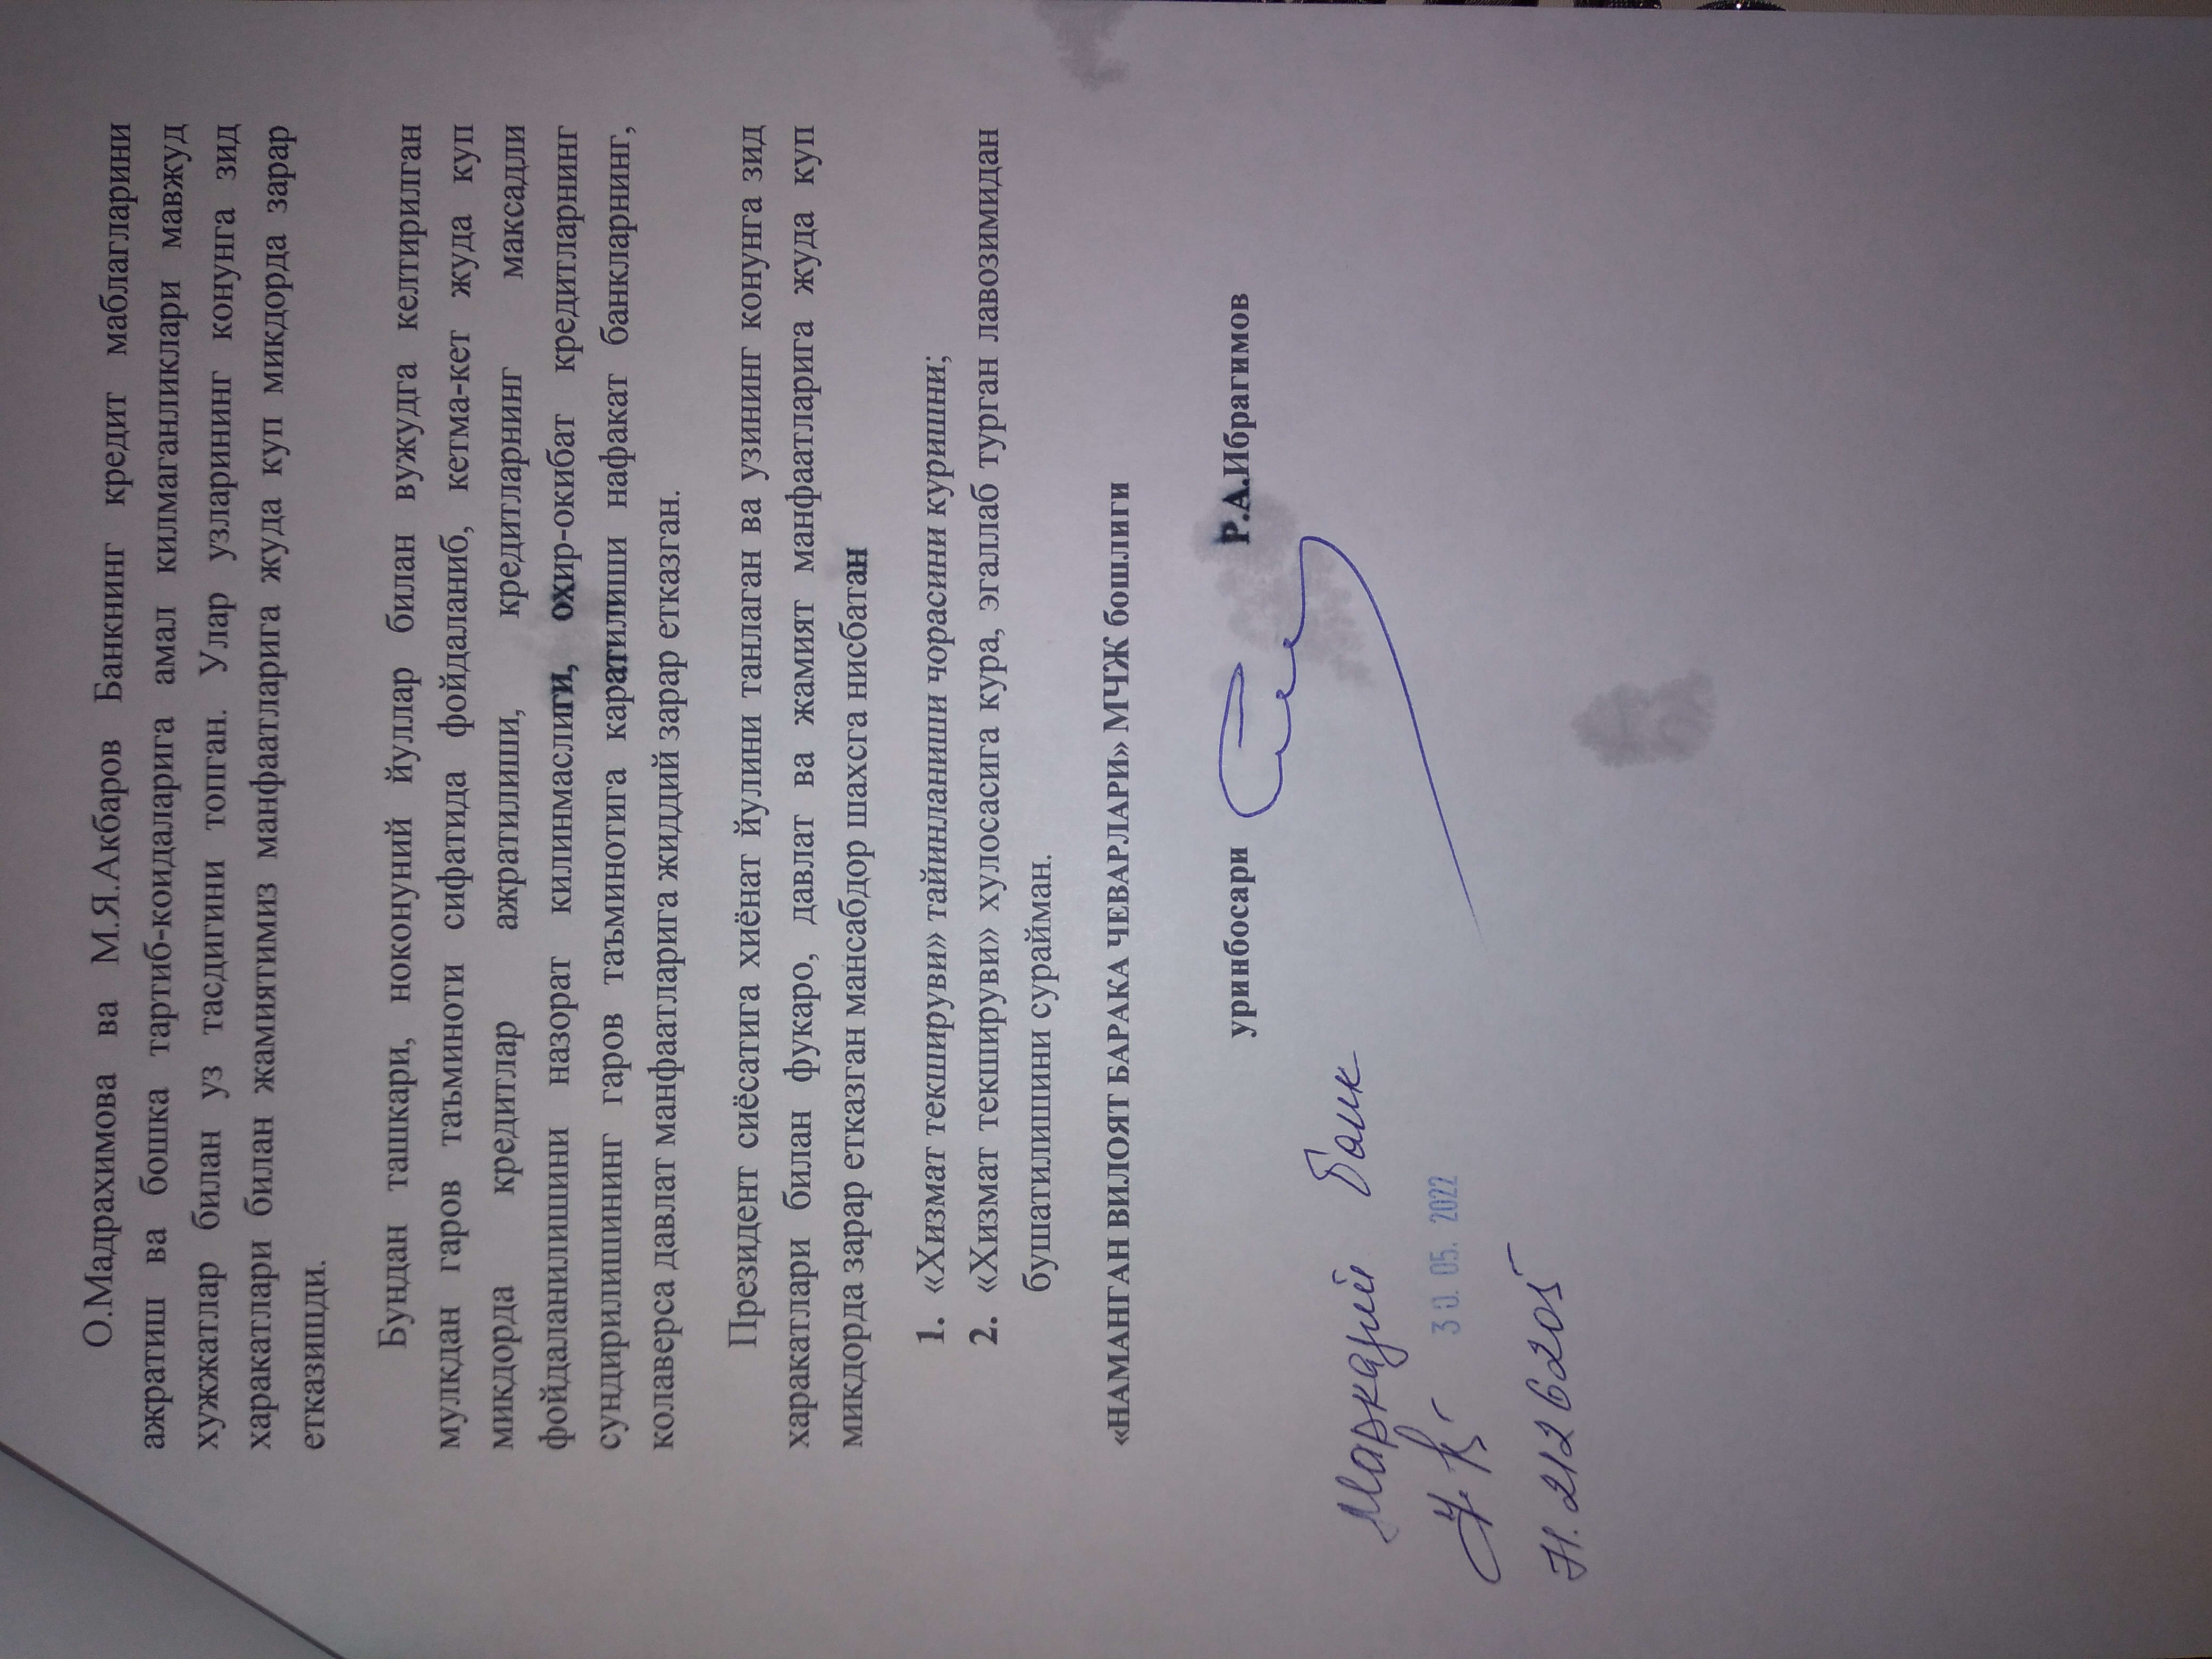 О.Мадрахимова ва М.Я.Акбаров Банкнинг кредит маблагларини
ажратиш ва бошка тартиб-коидаларига амал килмаганликлари мавжуд
хужжатлар билан уз тасдигини топган. Улар узларининг конунга зид
харакатлари билан жамиятимиз манфаатларига жуда куп микдорда зарар
етказишди.
Бундан ташкари, ноконуний йуллар билан вужудга келтирилган
мулкдан гаров таъминоти сифатида фойдаланиб, кетма-кет жуда куп
микдорда кредитлар ажратилиши, кредитларнинг максадли
фойдаланилишини назорат килинмаслиги, охир-окибат кредитларнинг
сундирилишининг гаров таъминотига каратилиши нафакат банкларнинг,
колаверса давлат манфаатларига жиддий зарар етказган.
Президент сиёсатига хиёнат йулини танлаган ва узининг конунга зид
харакатлари билан фукаро, давлат ва жамият манфаатларига жуда куп
микдорда зарар етказган мансабдор шахсга нисбатан
1. «Хизмат текшируви» тайинланиши чорасини куришни;
2. «Хизмат текшируви» хулосасига кура, эгаллаб турган лавозимидан
бушатилишини сурайман.
«НАМАНГАН ВИЛОЯТ БАРАКА ЧЕВАРЛАРИ» МЧЖ бошлиги
уринбосари Р.А.Ибрагимов
Марказий Банк
30. 05. 2022
2126205